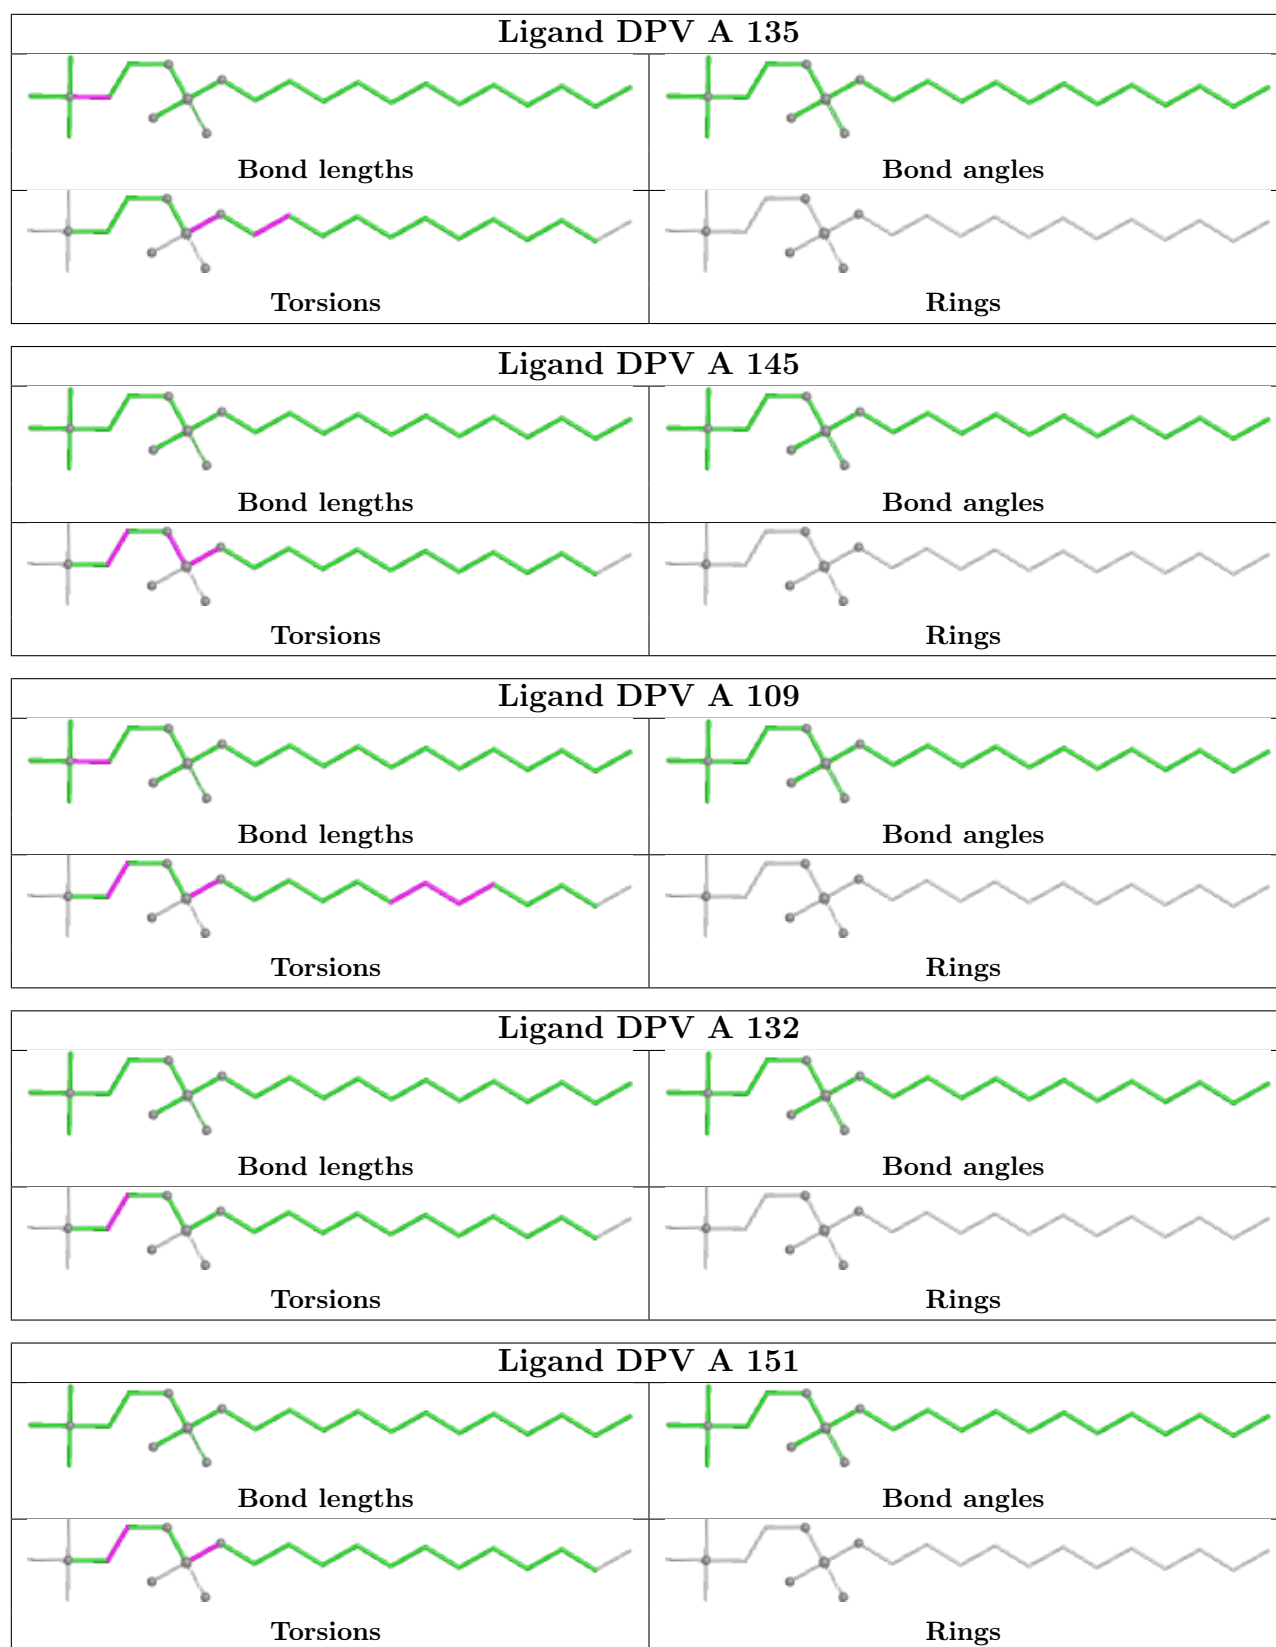 Ligand DPV A 135
Bond lengths
Bond angles
Torsions
Rings
Ligand DPV A 145
Bond lengths
Bond angles
Torsions
Rings
Ligand DPV A 109
Bond lengths
Bond angles
Torsions
Rings
Ligand DPV A 132
Bond lengths
Bond angles
Torsions
Rings
Ligand DPV A 151
Bond lengths
Bond angles
Torsions
Rings